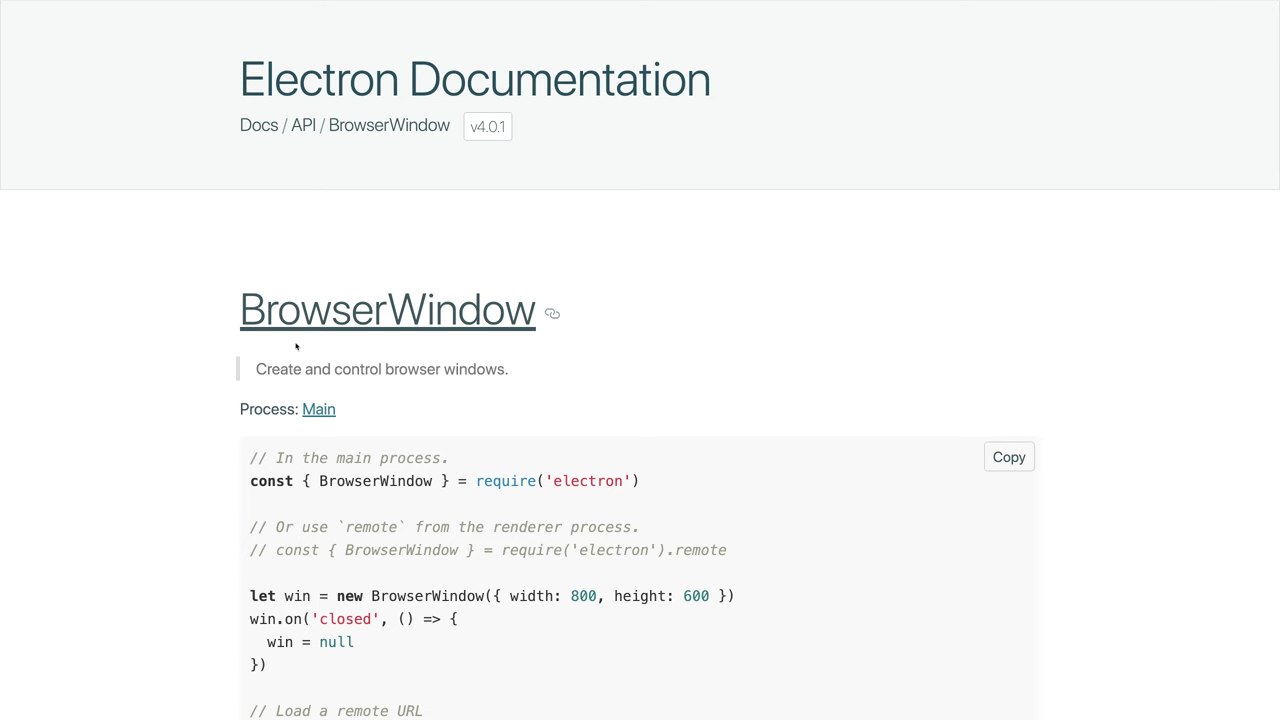 Electron Documentation
Docs / API / BrowserWindow v4.0.1
BrowserWindow
Create and control browser windows.
Process: Main
Copy
// In the main process.
const { BrowserWindow } = require('electron')
// Or use `remote` from the renderer process.
// const { BrowserWindow } = require('electron').remote
let win = new BrowserWindow({ width: 800, height: 600 })
win.on('closed', () => {
  win = null
})
// Load a remote URL